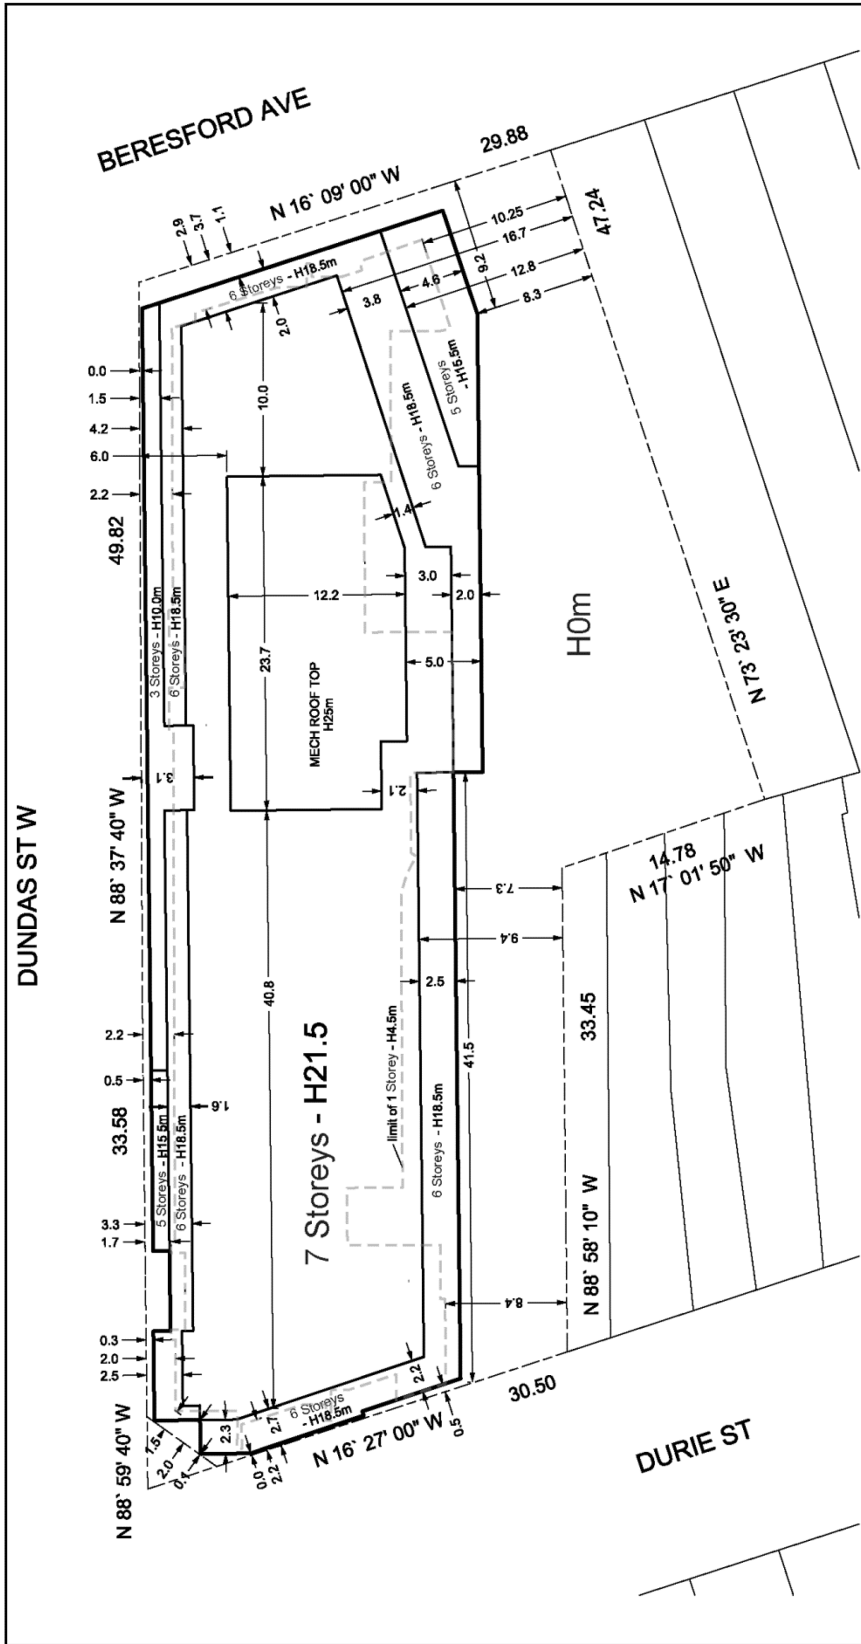 BERESFORD AVE
29.88
N 16` 09' 00" W
2.9
3.7
1.1
10.25
16.7
47.24
12.8
9.2
8.3
4.6
3.8
6 Storeys - H18.5m
2.0
0.0
1.5
4.2
6.0
2.2
10.0
5 Storeys
- H15.5m
6 Storeys - H18.5m
1.4
49.82
3.0
2.0
12.2
H0m
N 73` 23' 30" E
3 Storeys - H10.0m
6 Storeys - H18.5m
23.7
5.0
MECH ROOF TOP
H25m
3.1
2.1
DUNDAS ST W
N 88` 37' 40" W
14.78
N 17` 01' 50" W
7.3
9.4
40.8
2.5
33.45
2.2
0.5
1.6
33.58
41.5
limit of 1 Storey - H4.5m
7 Storeys - H21.5
5 Storeys - H15.5m
6 Storeys - H18.5m
6 Storeys - H18.5m
3.3
1.7
N 88` 58' 10" W
8.4
0.3
2.0
2.5
2.2
30.50
6 Storeys
- H18.5m
2.7
2.3
N 88` 59' 40" W
1.5
2.0
0.1
0.0
2.2
N 16` 27' 00" W
0.5
DURIE ST